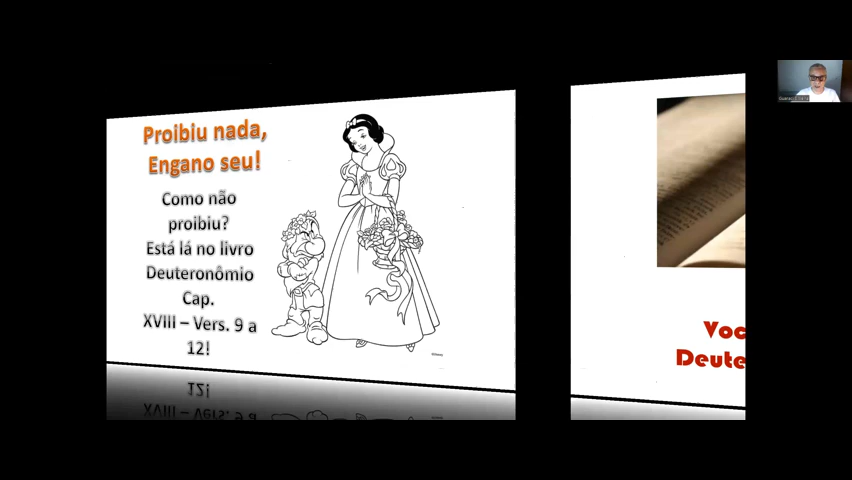 Proibiu nada,
Engano seu!
Como não
proibiu?
Está lá no livro
Deuteronômio
Cap.
XVIII – Vers. 9 a
12!
Voc
Deute